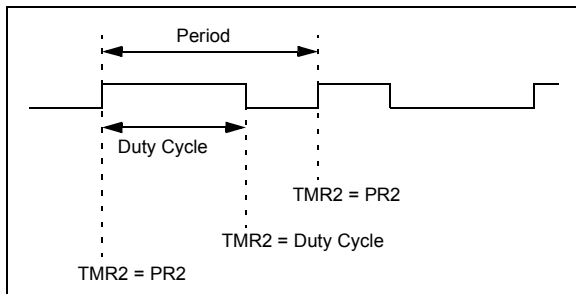 Period
Duty Cycle
TMR2 = PR2
TMR2 = Duty Cycle
TMR2 = PR2